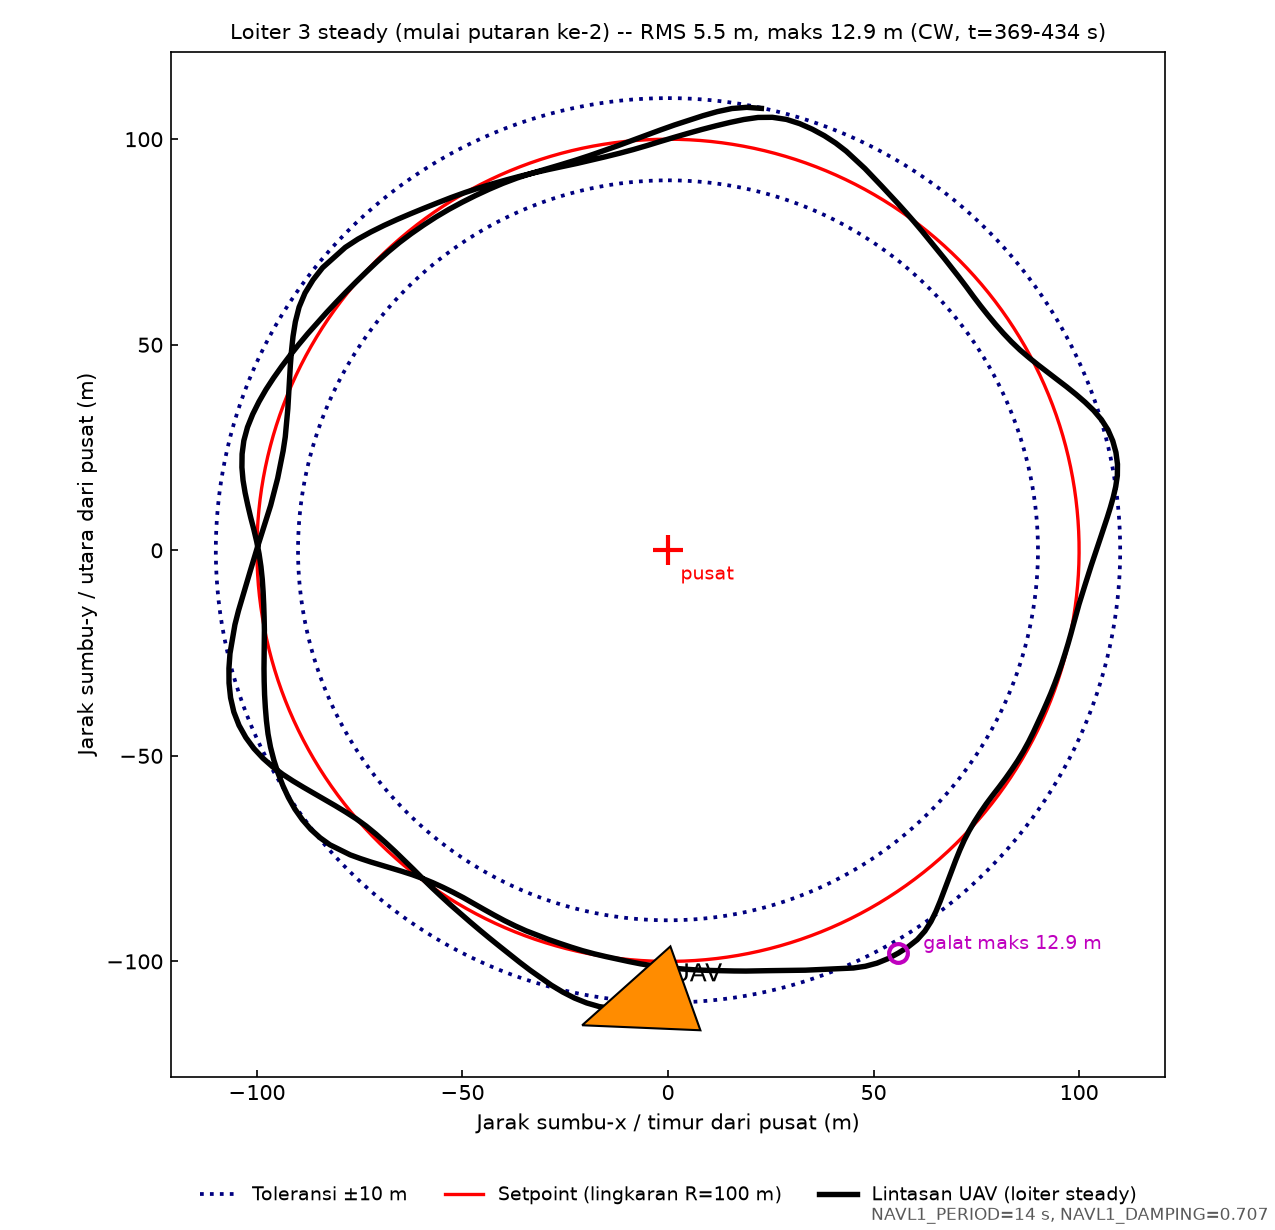 Loiter 3 steady (mulai putaran ke-2) -- RMS 5.5 m, maks 12.9 m (CW, t=369-434 s)
Jarak sumbu-y / utara dari pusat (m)
100
50
0
−50
−100
pusat
galat maks 12.9 m
UAV
−100
−50
0
50
100
Jarak sumbu-x / timur dari pusat (m)
Toleransi ±10 m
Setpoint (lingkaran R=100 m)
Lintasan UAV (loiter steady)
NAVL1_PERIOD=14 s, NAVL1_DAMPING=0.707